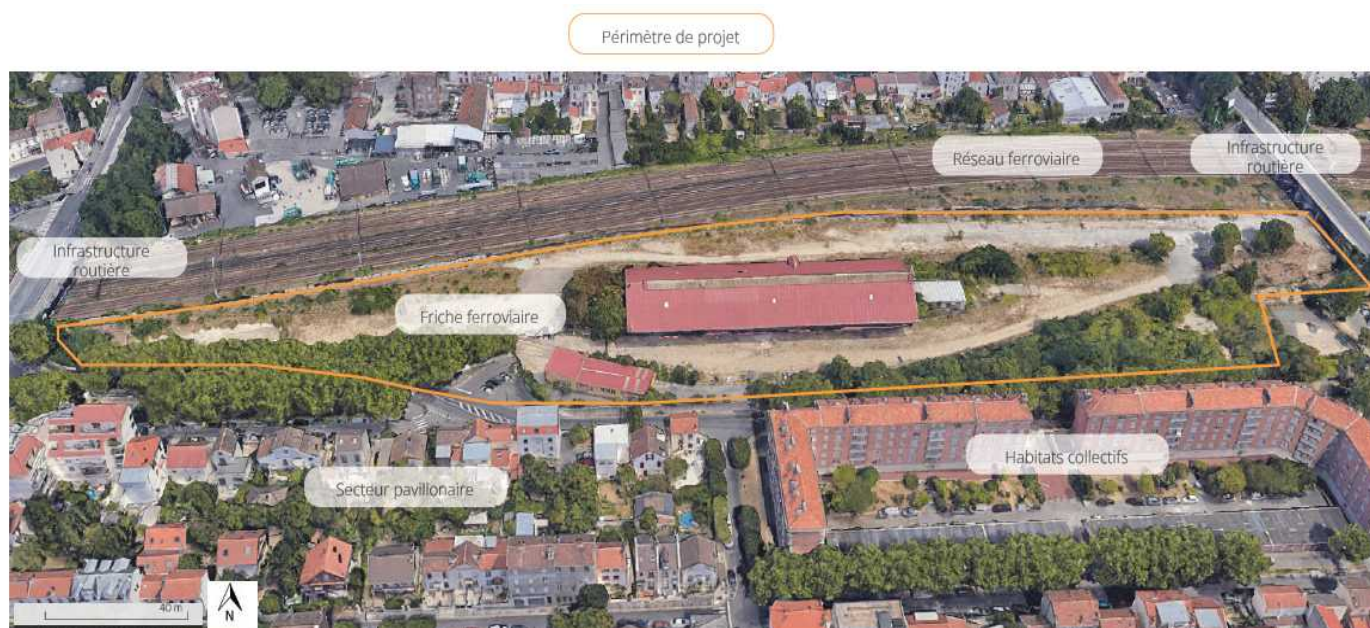 Périmètre de projet
Réseau ferroviaire
Infrastructure
routière
Infrastructure
routière
Friche ferroviaire
Habitats collectifs
Secteur pavillonaire
40 m
N